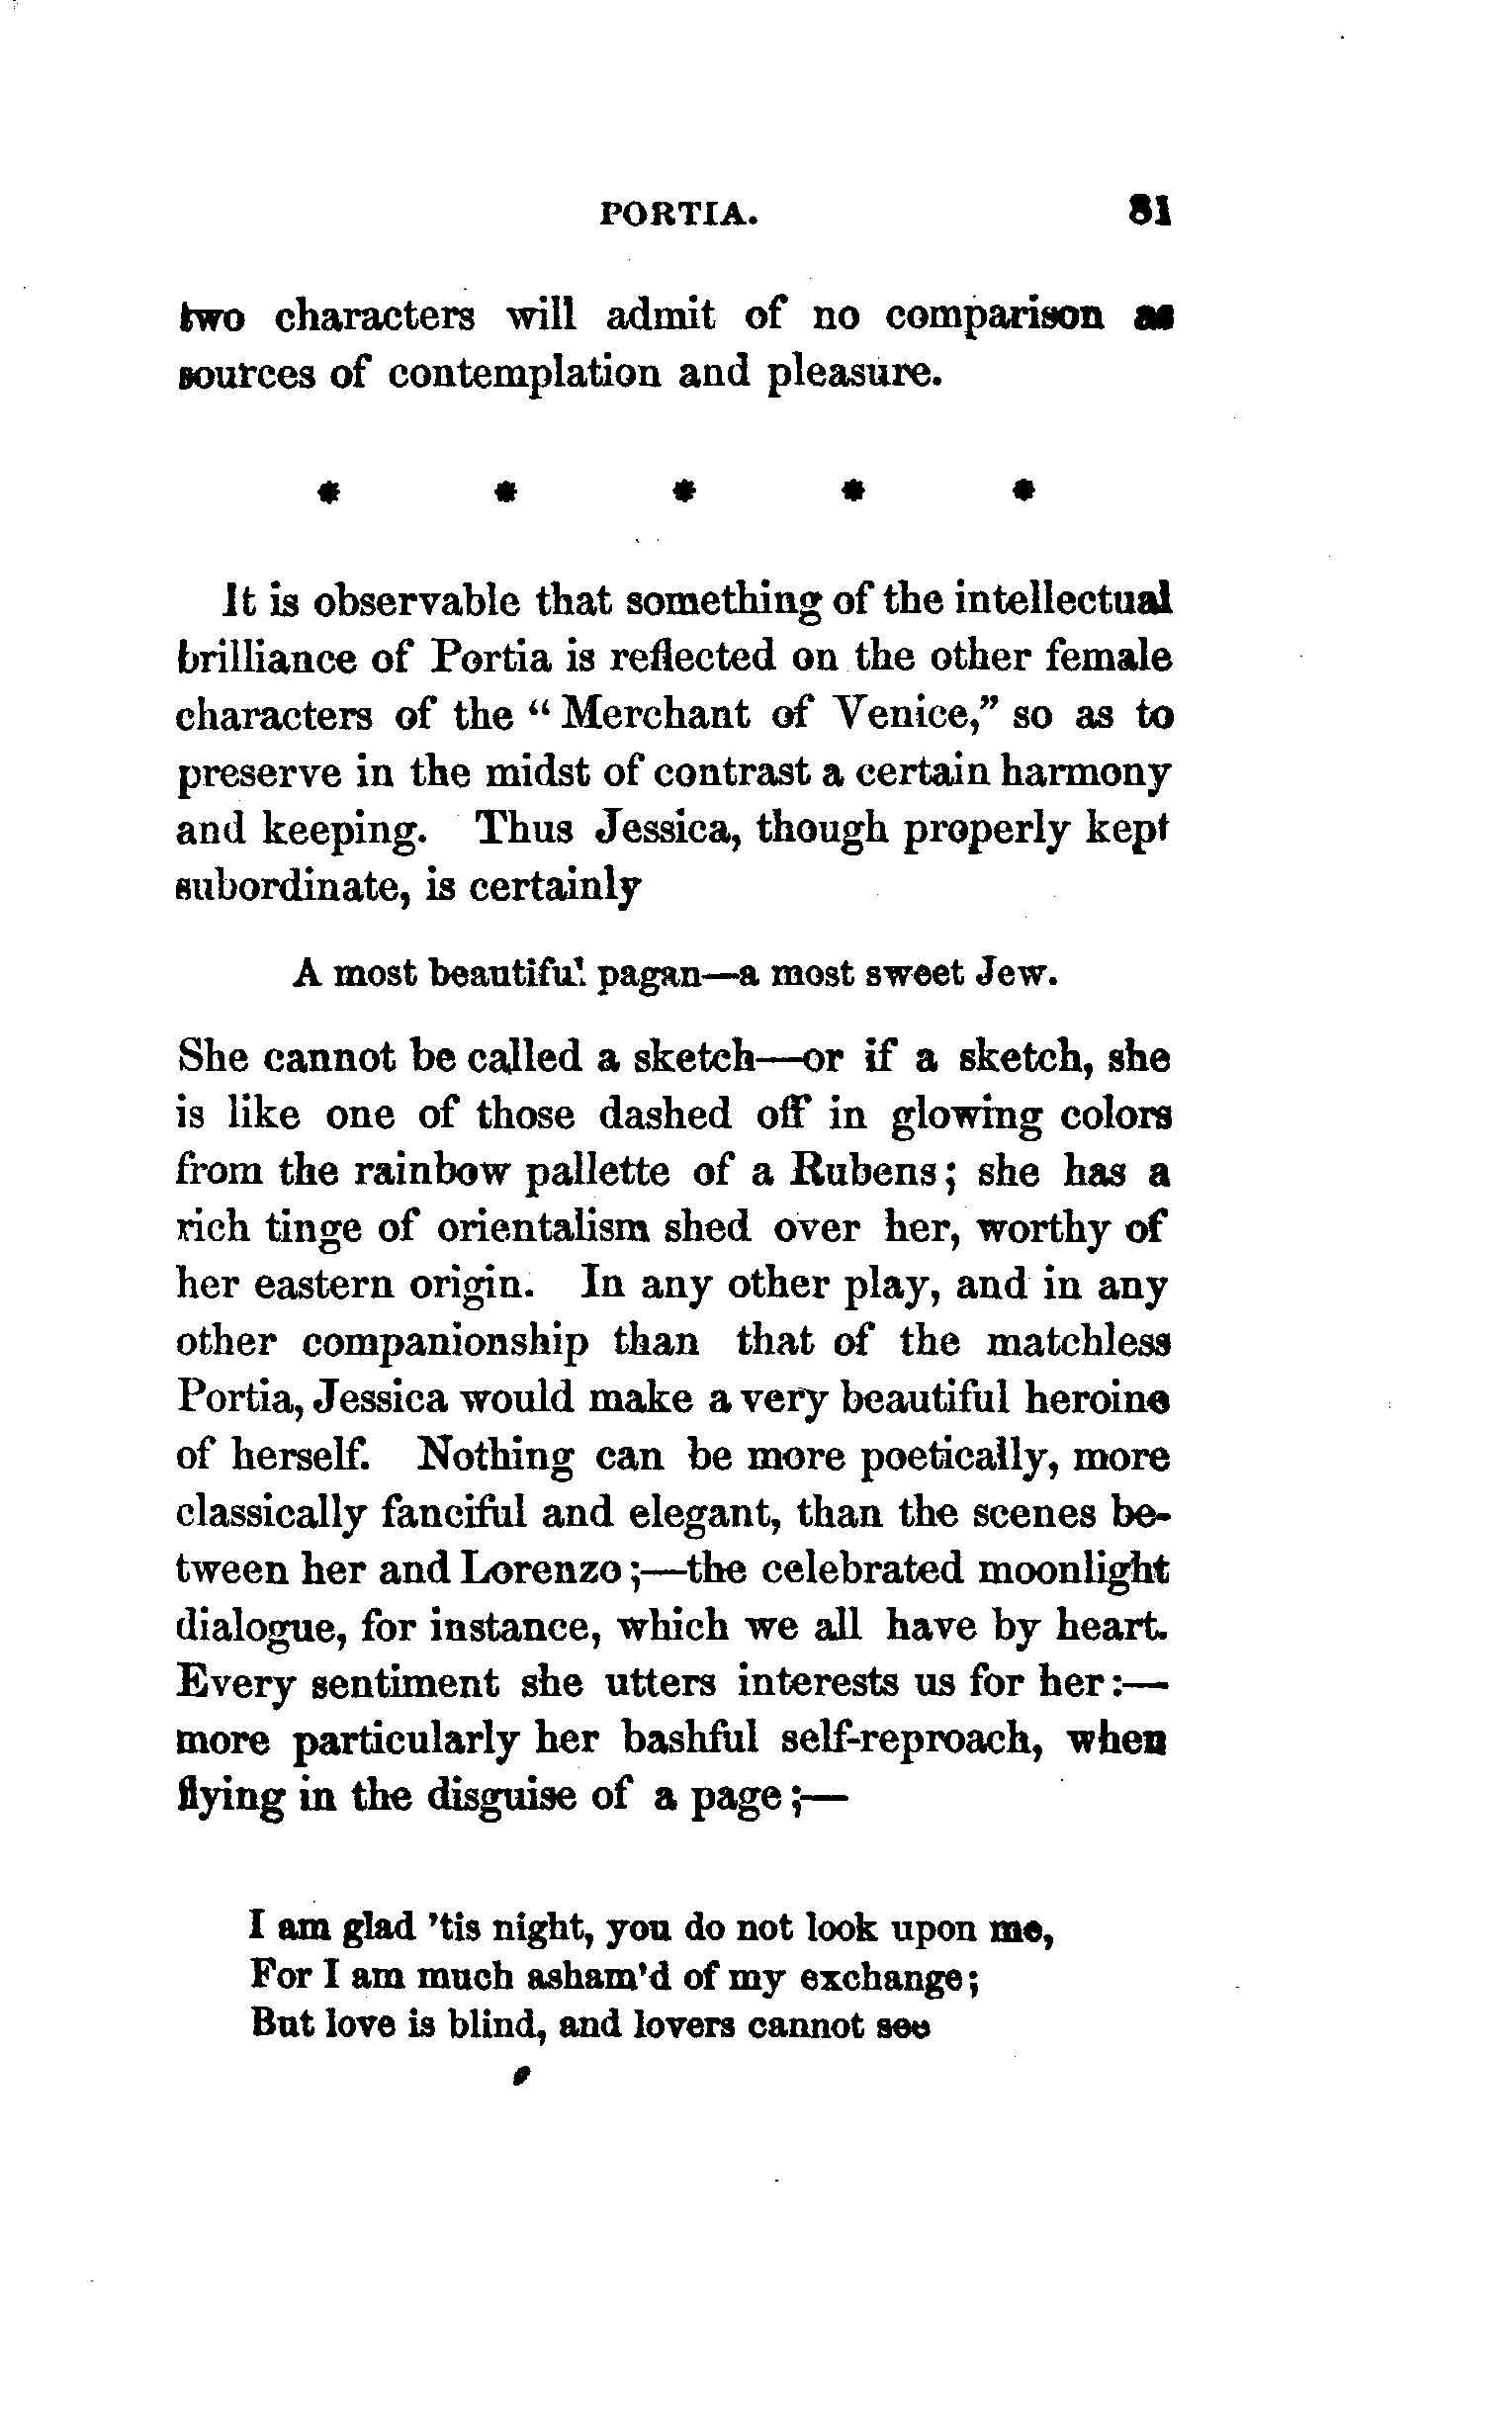 PORTIA. 81
two characters will admit of no comparison as
sources of contemplation and pleasure.
* * * * *
It is observable that something of the intellectual
brilliance of Portia is reflected on the other female
characters of the “Merchant of Venice,” so as to
preserve in the midst of contrast a certain harmony
and keeping. Thus Jessica, though properly kept
subordinate, is certainly
A most beautiful pagan—a most sweet Jew.
She cannot be called a sketch—or if a sketch, she
is like one of those dashed off in glowing colors
from the rainbow pallette of a Rubens; she has a
rich tinge of orientalism shed over her, worthy of
her eastern origin. In any other play, and in any
other companionship than that of the matchless
Portia, Jessica would make a very beautiful heroine
of herself. Nothing can be more poetically, more
classically fanciful and elegant, than the scenes be-
tween her and Lorenzo;—the celebrated moonlight
dialogue, for instance, which we all have by heart.
Every sentiment she utters interests us for her:—
more particularly her bashful self-reproach, when
flying in the disguise of a page;—
I am glad ’tis night, you do not look upon me,
For I am much asham’d of my exchange;
But love is blind, and lovers cannot see